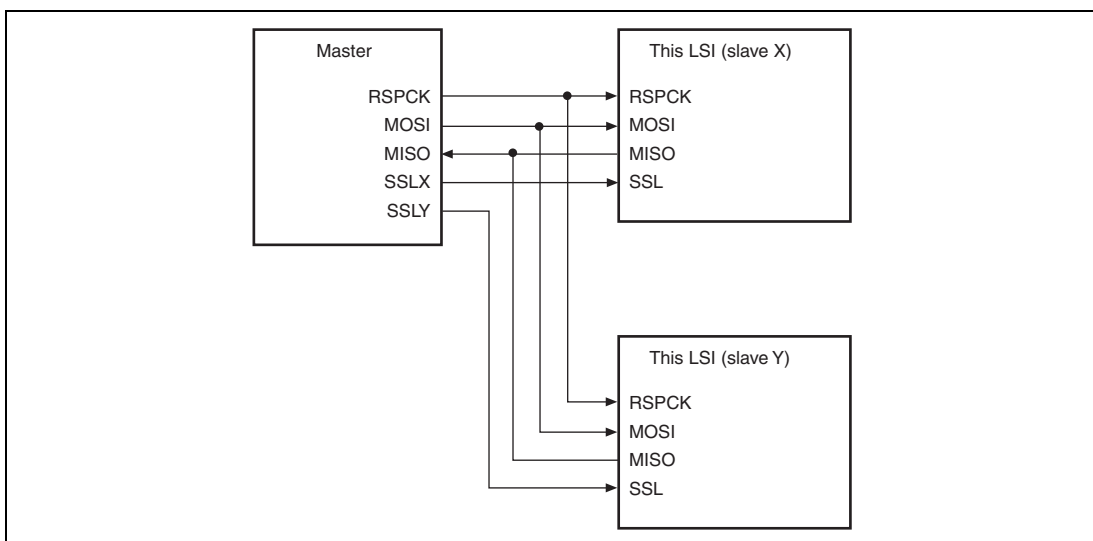 Master
RSPCK
MOSI
MISO
SSLX
SSLY
This LSI (slave X)
RSPCK
MOSI
MISO
SSL
This LSI (slave Y)
RSPCK
MOSI
MISO
SSL